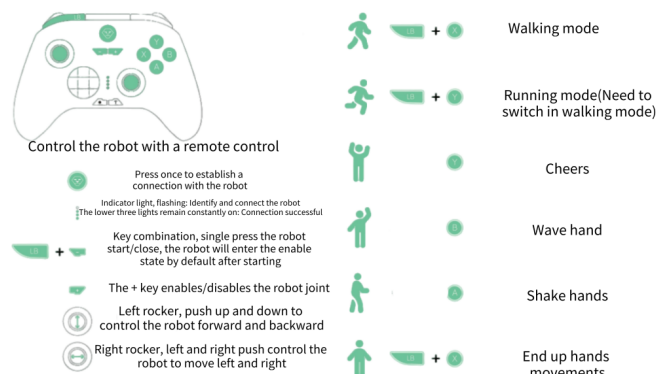 Y
X
B
A
Control the robot with a remote control
Press once to establish a
connection with the robot
Indicator light, flashing: Identify and connect the robot
The lower three lights remain constantly on: Connection successful
LB +
Key combination, single press the robot
start/close, the robot will enter the enable
state by default after starting
The + key enables/disables the robot joint
Left rocker, push up and down to
control the robot forward and backward
Right rocker, left and right push control the
robot to move left and right
LB + X
Walking mode
LB + Y
Running mode(Need to
switch in walking mode)
Y
Cheers
B
Wave hand
A
Shake hands
LB + X
End up hands
movements